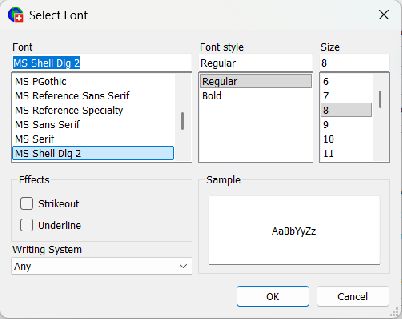 Select Font
Font
Font style
Size
MS Shell Dlg 2
Regular
8
MS PGothic
MS Reference Sans Serif
MS Reference Specialty
MS Sans Serif
MS Serif
MS Shell Dlg 2
Regular
Bold
6
7
8
9
10
11
Effects
Strikeout
Underline
Sample
AaBbYyZz
Writing System
Any
OK
Cancel